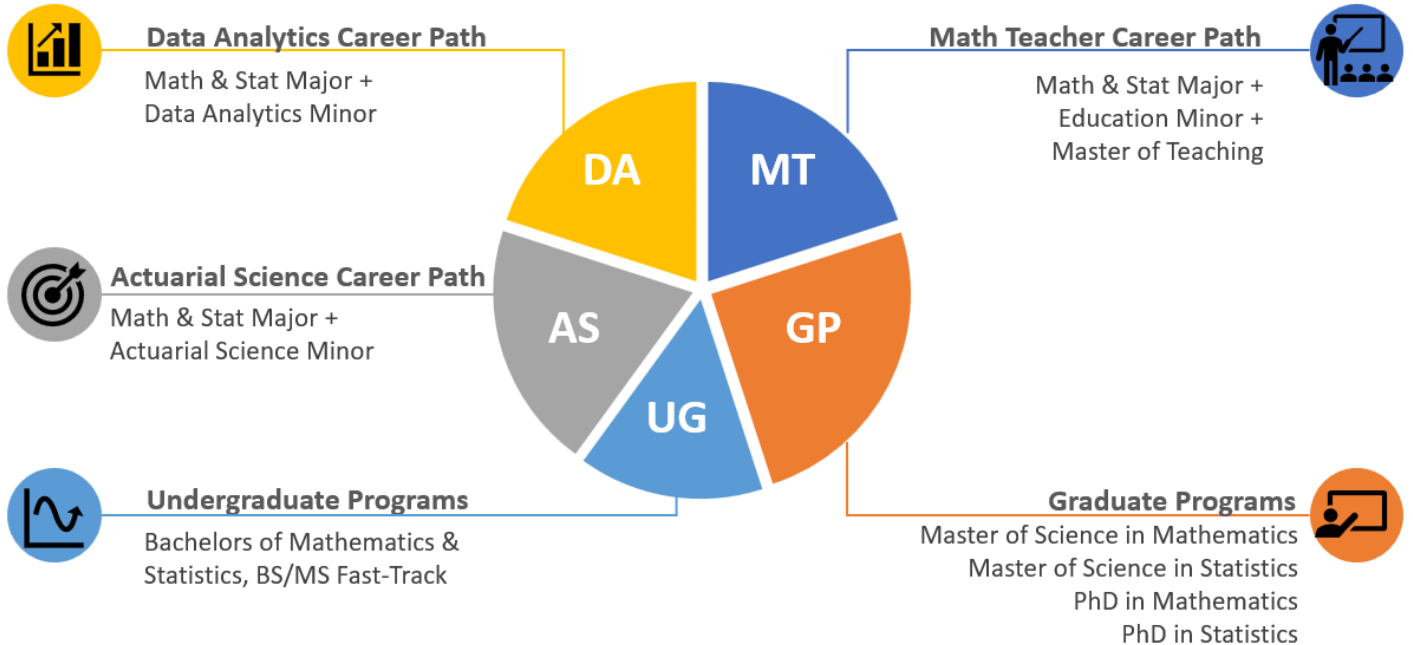 Data Analytics Career Path
Math & Stat Major +
Data Analytics Minor
Math Teacher Career Path
Math & Stat Major +
Education Minor +
Master of Teaching
DA
MT
Actuarial Science Career Path
Math & Stat Major +
Actuarial Science Minor
AS
GP
UG
Undergraduate Programs
Bachelors of Mathematics &
Statistics, BS/MS Fast-Track
Graduate Programs
Master of Science in Mathematics
Master of Science in Statistics
PhD in Mathematics
PhD in Statistics